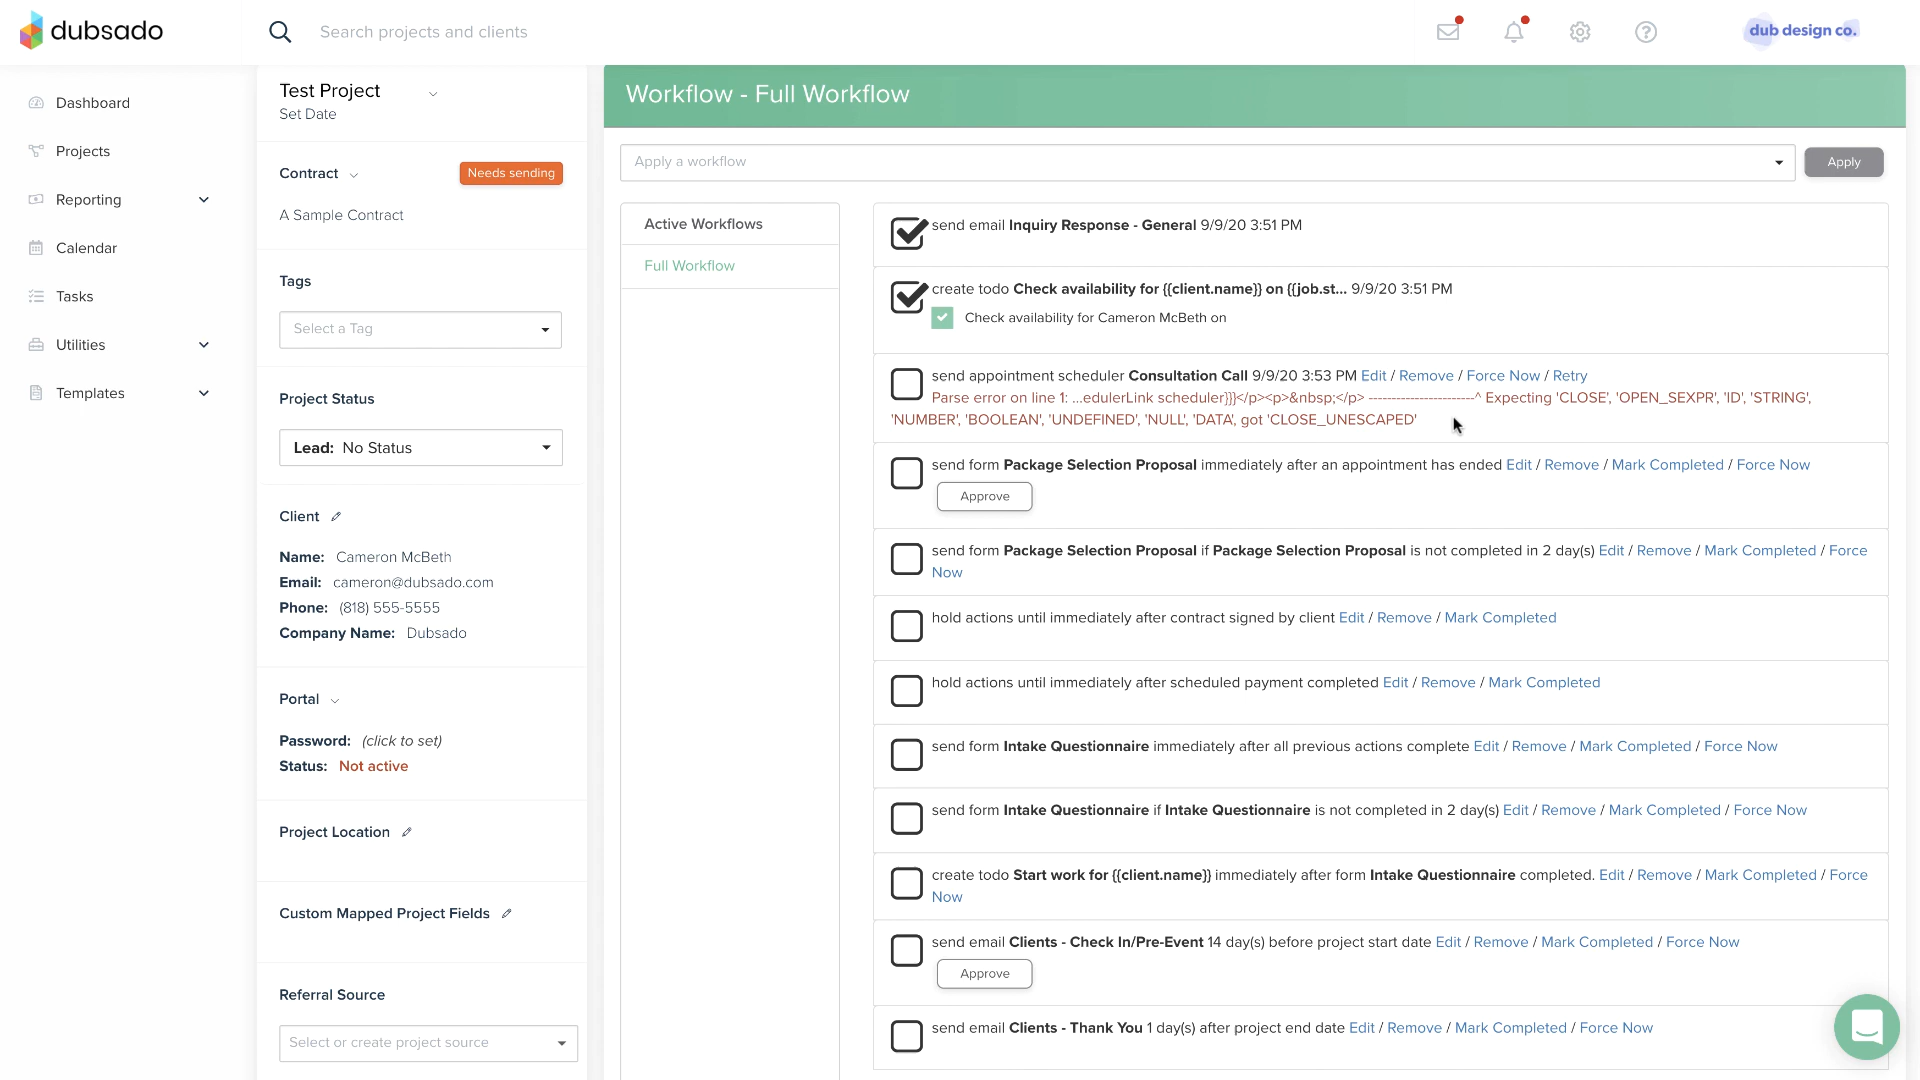 dubsado
Search projects and clients
dub design co.
Dashboard
Projects
Reporting
Calendar
Tasks
Utilities
Templates
Test Project
Set Date
Contract
Needs sending
A Sample Contract
Tags
Select a Tag
Project Status
Lead: No Status
Client
Name: Cameron McBeth
Email: cameron@dubsado.com
Phone: (818) 555-5555
Company Name: Dubsado
Portal
Password: (click to set)
Status: Not active
Project Location
Custom Mapped Project Fields
Referral Source
Select or create project source
Workflow - Full Workflow
Apply a workflow
Apply
Active Workflows
Full Workflow
send email Inquiry Response - General 9/9/20 3:51 PM
create todo Check availability for {{client.name}} on {{job.st... 9/9/20 3:51 PM
Check availability for Cameron McBeth on
send appointment scheduler Consultation Call 9/9/20 3:53 PM Edit / Remove / Force Now / Retry
Parse error on line 1: ...edulerLink scheduler}}}</p><p>&nbsp;</p> -----------------------^ Expecting 'CLOSE', 'OPEN_SEXPR', 'ID', 'STRING',
'NUMBER', 'BOOLEAN', 'UNDEFINED', 'NULL', 'DATA', got 'CLOSE_UNESCAPED'
send form Package Selection Proposal immediately after an appointment has ended Edit / Remove / Mark Completed / Force Now
Approve
send form Package Selection Proposal if Package Selection Proposal is not completed in 2 day(s) Edit / Remove / Mark Completed / Force
Now
hold actions until immediately after contract signed by client Edit / Remove / Mark Completed
hold actions until immediately after scheduled payment completed Edit / Remove / Mark Completed
send form Intake Questionnaire immediately after all previous actions complete Edit / Remove / Mark Completed / Force Now
send form Intake Questionnaire if Intake Questionnaire is not completed in 2 day(s) Edit / Remove / Mark Completed / Force Now
create todo Start work for {{client.name}} immediately after form Intake Questionnaire completed. Edit / Remove / Mark Completed / Force
Now
send email Clients - Check In/Pre-Event 14 day(s) before project start date Edit / Remove / Mark Completed / Force Now
Approve
send email Clients - Thank You 1 day(s) after project end date Edit / Remove / Mark Completed / Force Now